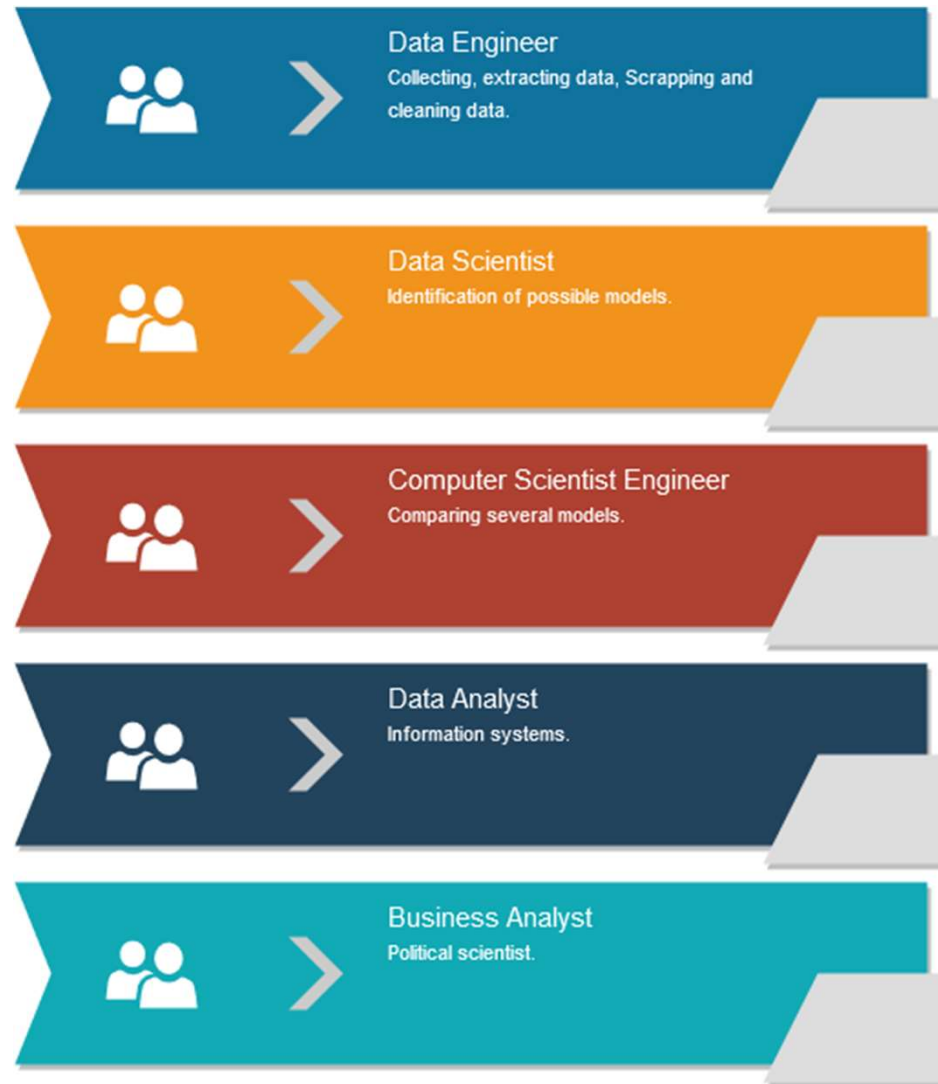 Data Engineer
Collecting, extracting data, Scrapping and
cleaning data.
Data Scientist
Identification of possible models.
Computer Scientist Engineer
Comparing several models.
Data Analyst
Information systems.
Business Analyst
Political scientist.